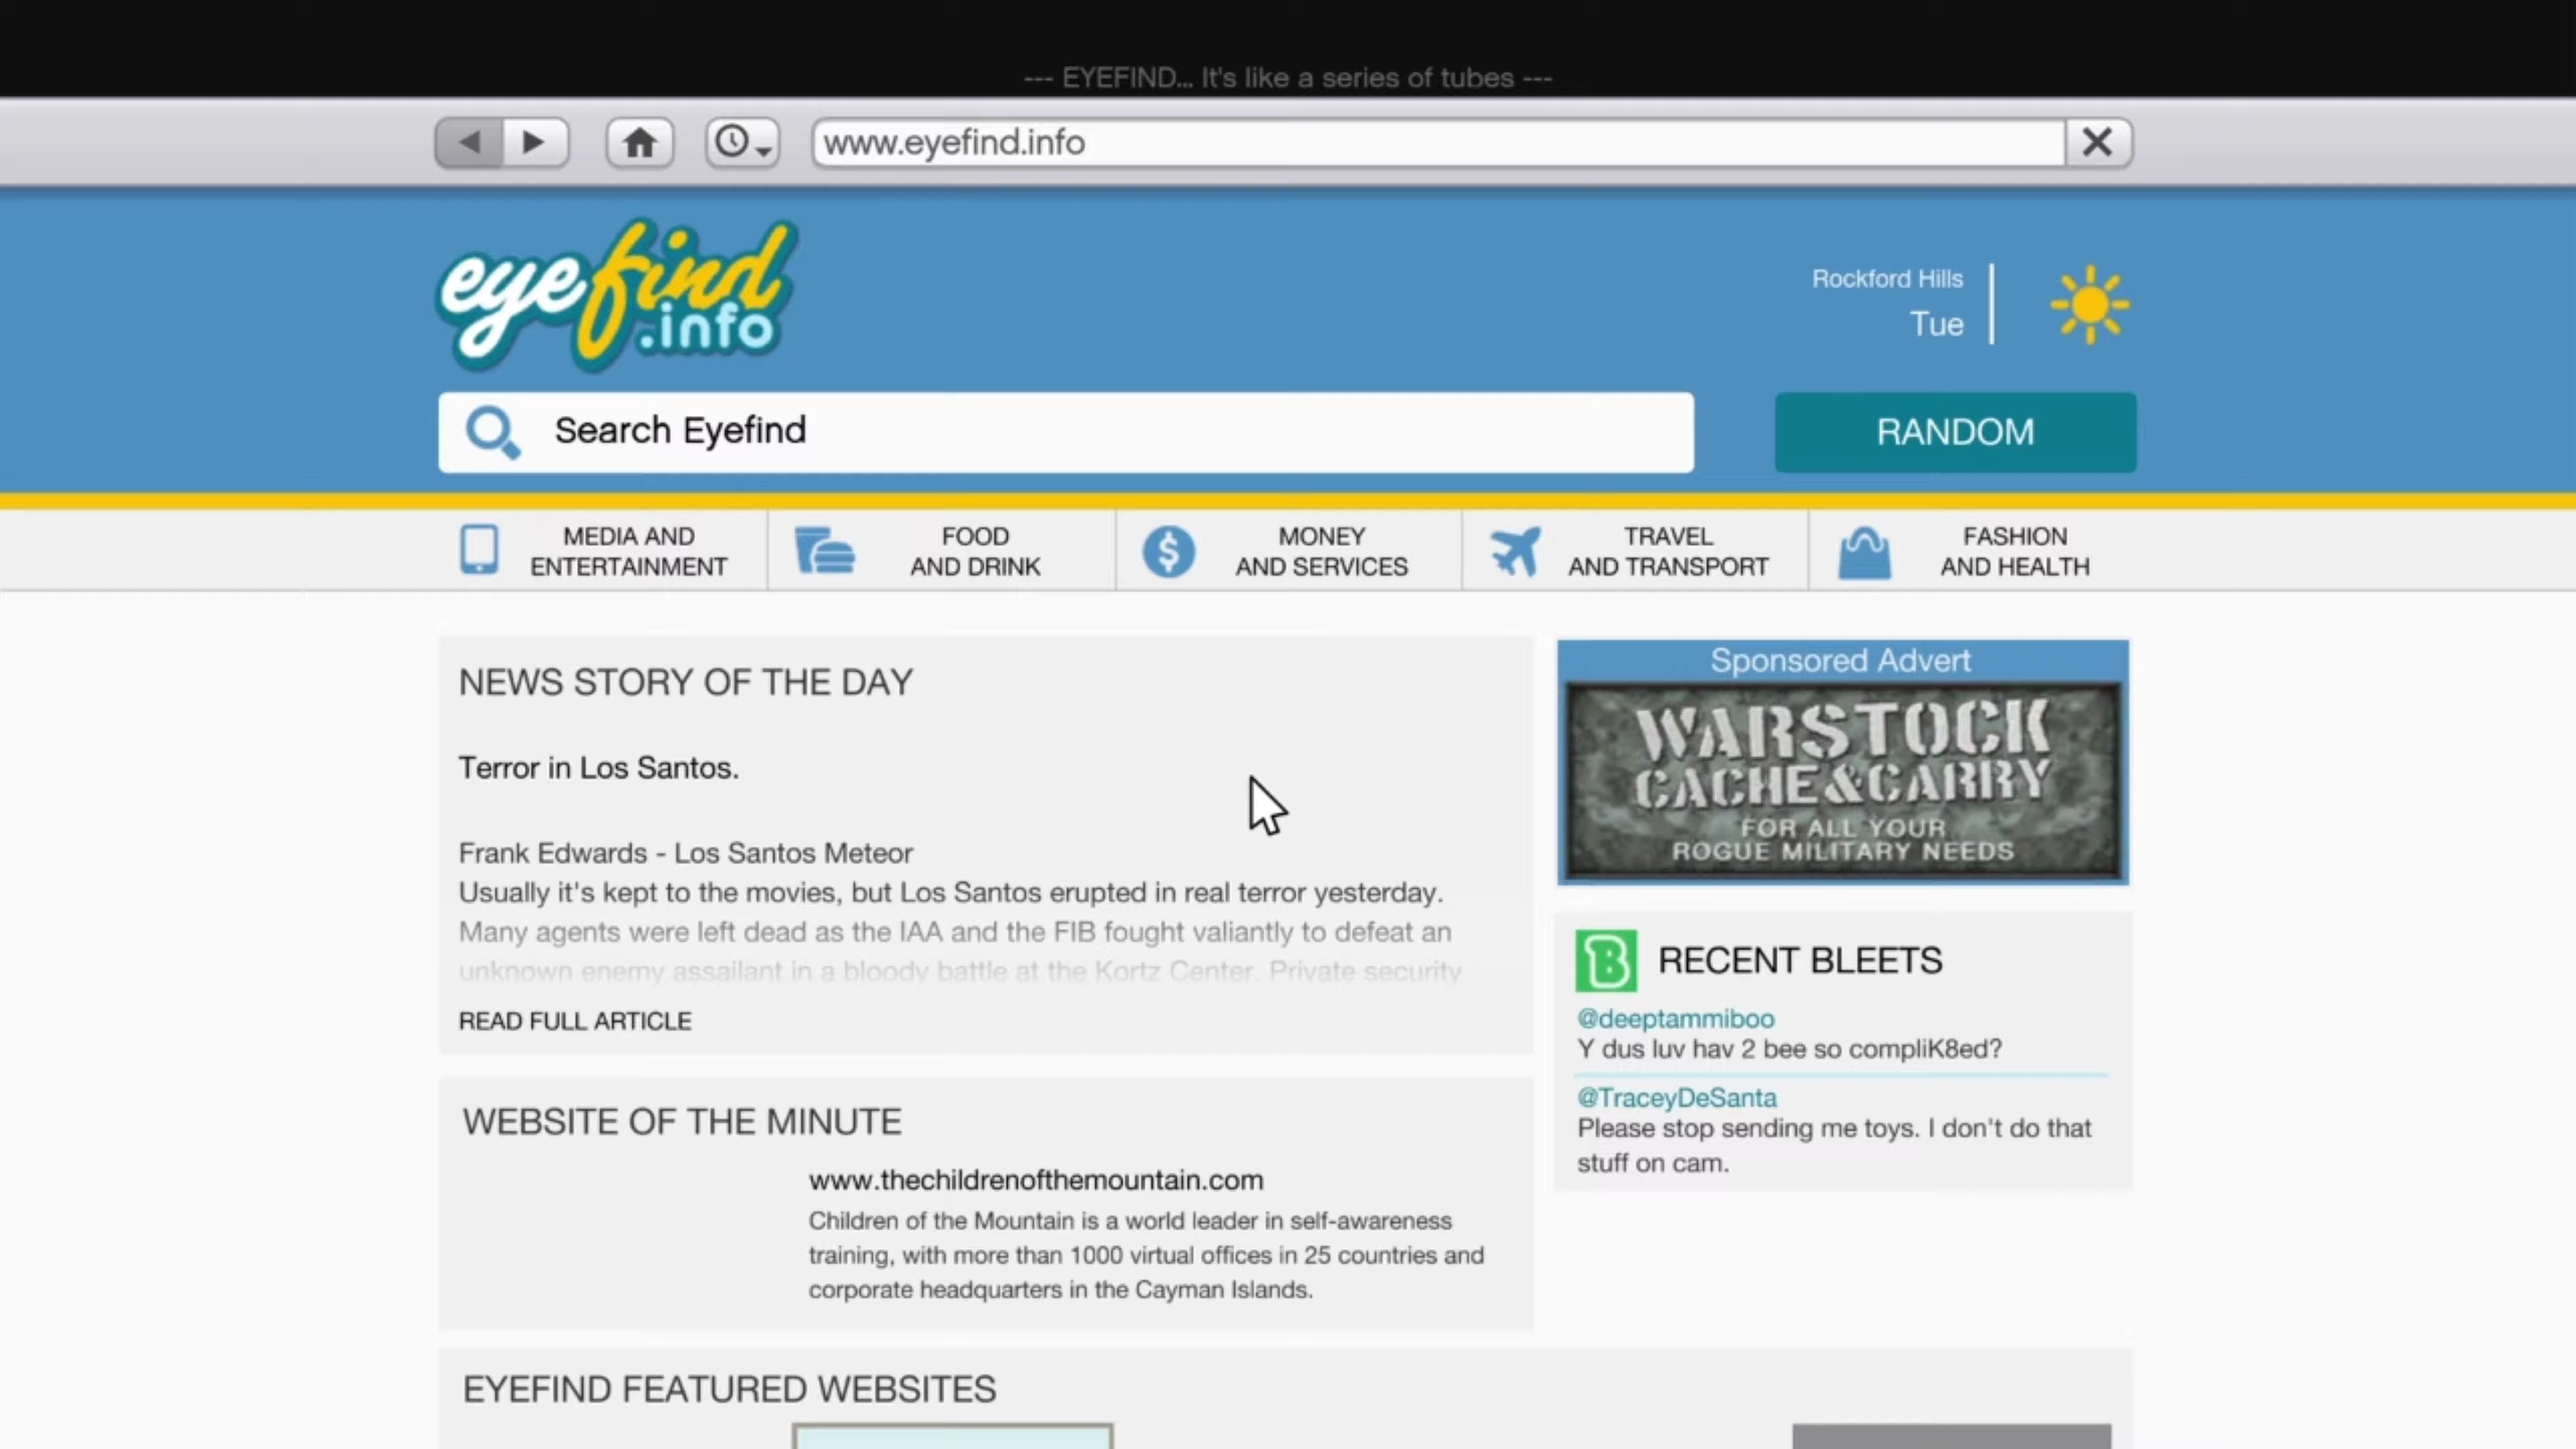 --- EYEFIND... It's like a series of tubes ---
www.eyefind.info
eyefind
.info
Rockford Hills
Tue
Search Eyefind
RANDOM
MEDIA AND
ENTERTAINMENT
FOOD
AND DRINK
MONEY
AND SERVICES
TRAVEL
AND TRANSPORT
FASHION
AND HEALTH
NEWS STORY OF THE DAY
Terror in Los Santos.
Frank Edwards - Los Santos Meteor
Usually it's kept to the movies, but Los Santos erupted in real terror yesterday.
Many agents were left dead as the IAA and the FIB fought valiantly to defeat an
unknown enemy assailant in a bloody battle at the Kortz Center. Private security
READ FULL ARTICLE
WEBSITE OF THE MINUTE
www.thechildrenofthemountain.com
Children of the Mountain is a world leader in self-awareness
training, with more than 1000 virtual offices in 25 countries and
corporate headquarters in the Cayman Islands.
EYEFIND FEATURED WEBSITES
Sponsored Advert
WARSTOCK
CACHE&CARRY
FOR ALL YOUR
ROGUE MILITARY NEEDS
B
RECENT BLEETS
@deeptammiboo
Y dus luv hav 2 bee so compliK8ed?
@TraceyDeSanta
Please stop sending me toys. I don't do that
stuff on cam.